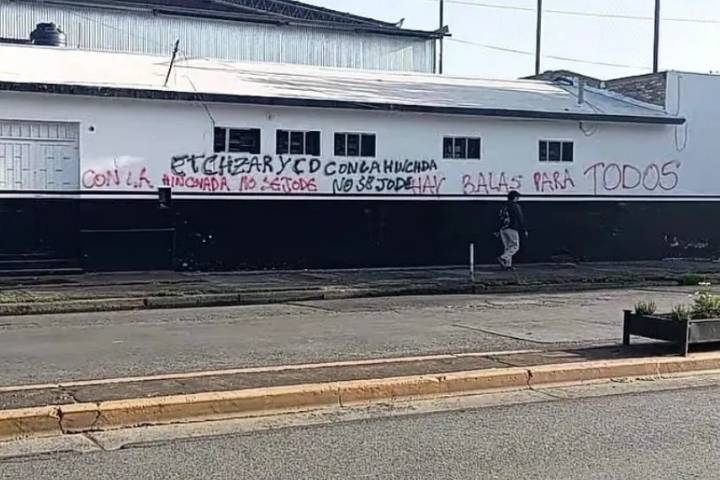 ETCHZAR Y CD CON LA HINCHADA
CON LA HINCHADA NO SE JODE NO SE JODE HAY BALAS PARA TODOS